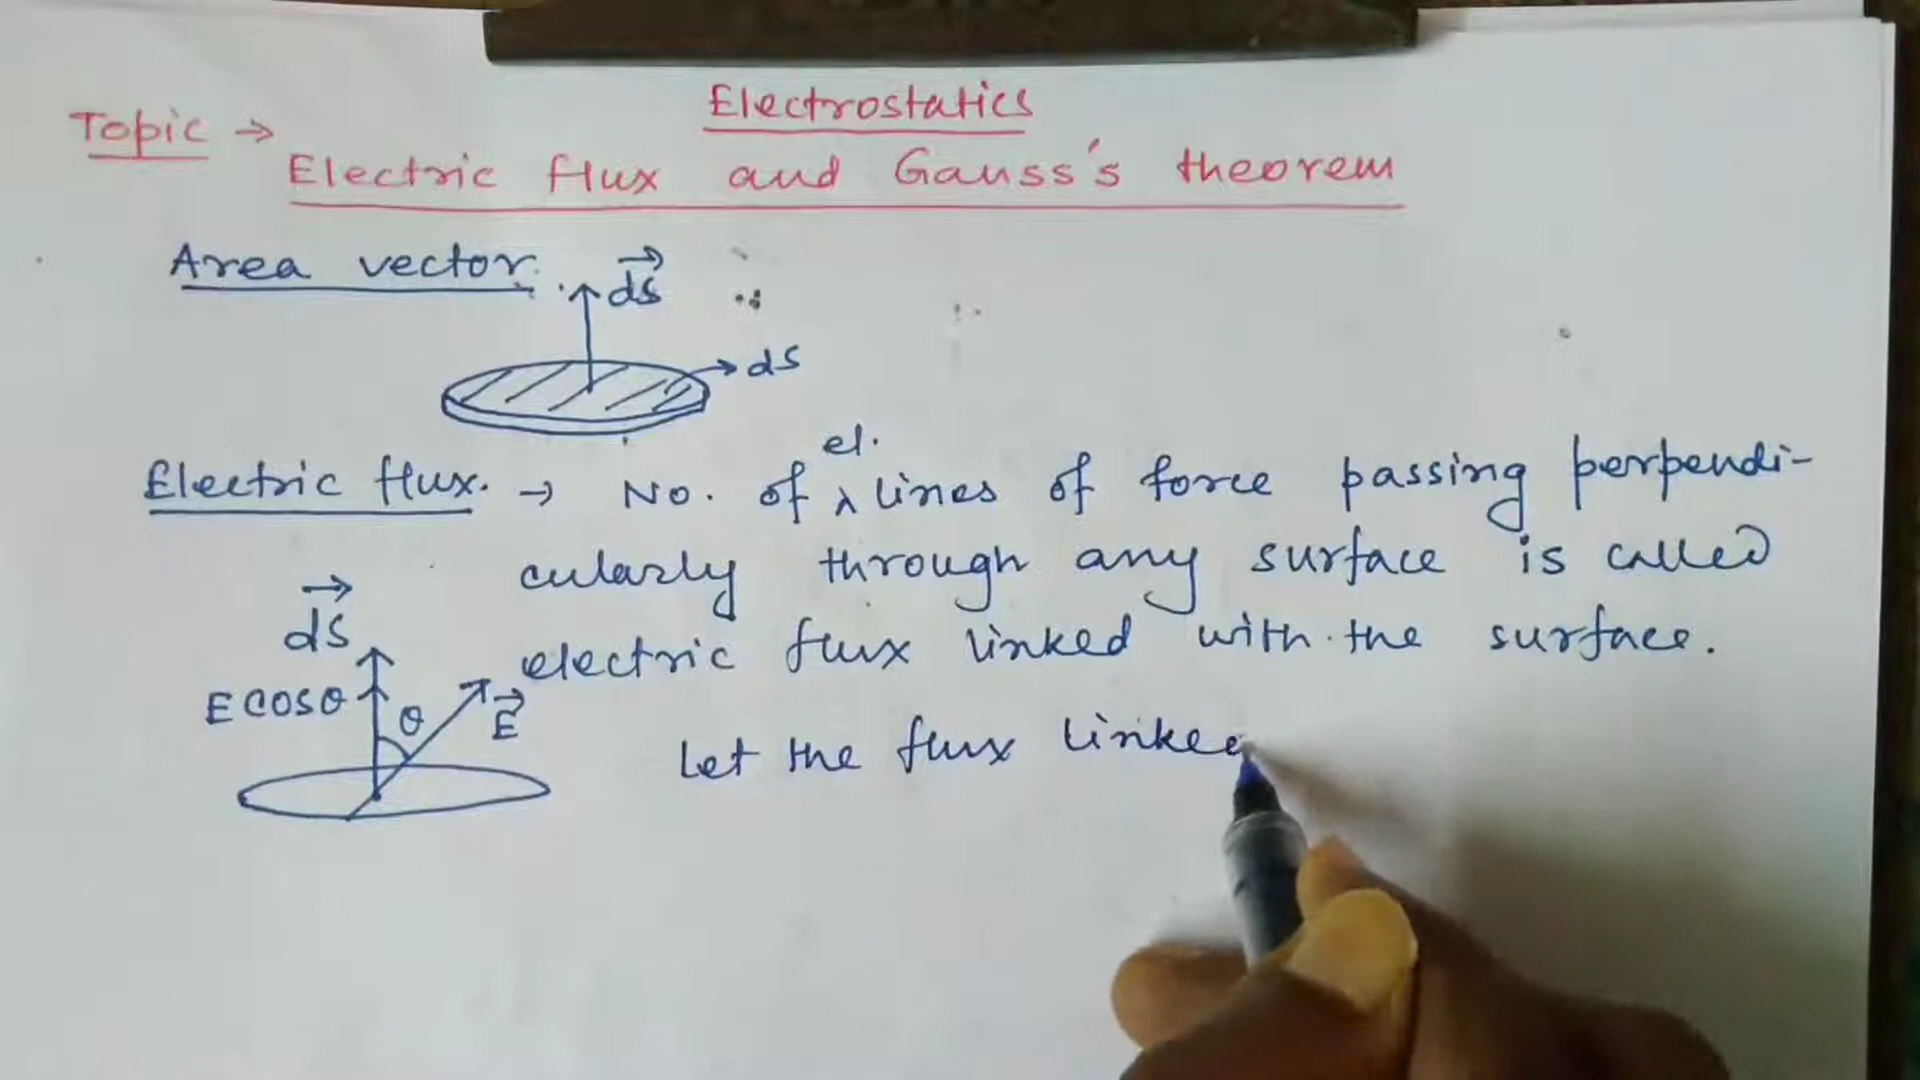 Electrostatics
Topic →
Electric flux and Gauss's theorem
Area vector.
ds
ds
el.
Electric flux. → No. of ⋏ lines of force passing perpendi-
cularly through any surface is called
electric flux linked with the surface.
ds
E cosθ
θ
E
Let the flux linked